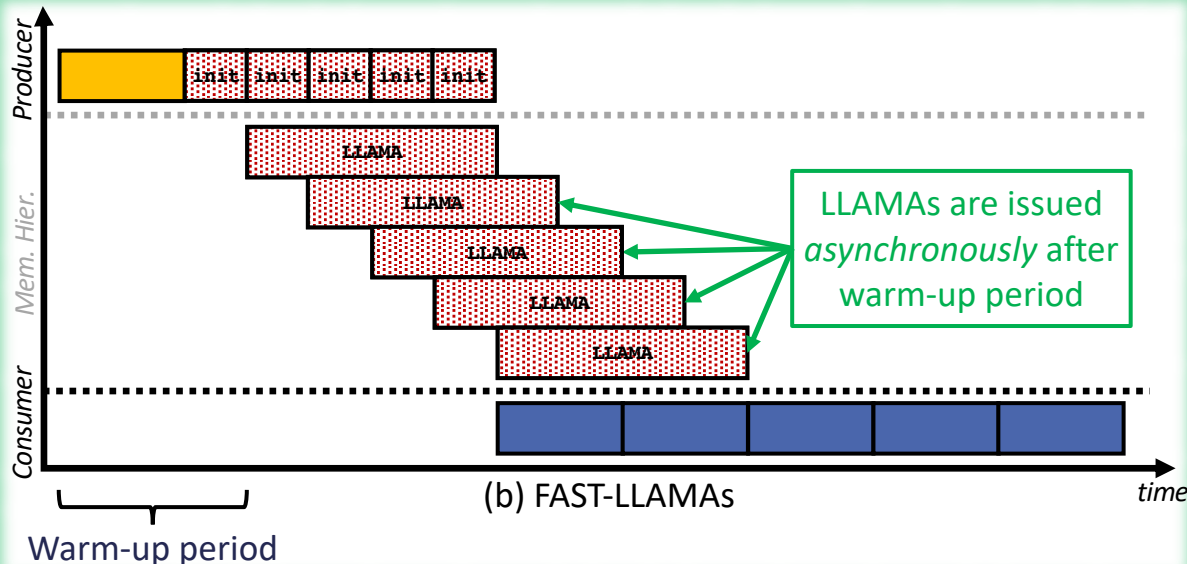 Producer
init init init init init
LLAMA
LLAMA
LLAMA
LLAMA
LLAMA
Mem. Hier.
LLAMAs are issued
asynchronously after
warm-up period
Consumer
time
(b) FAST-LLAMAs
Warm-up period